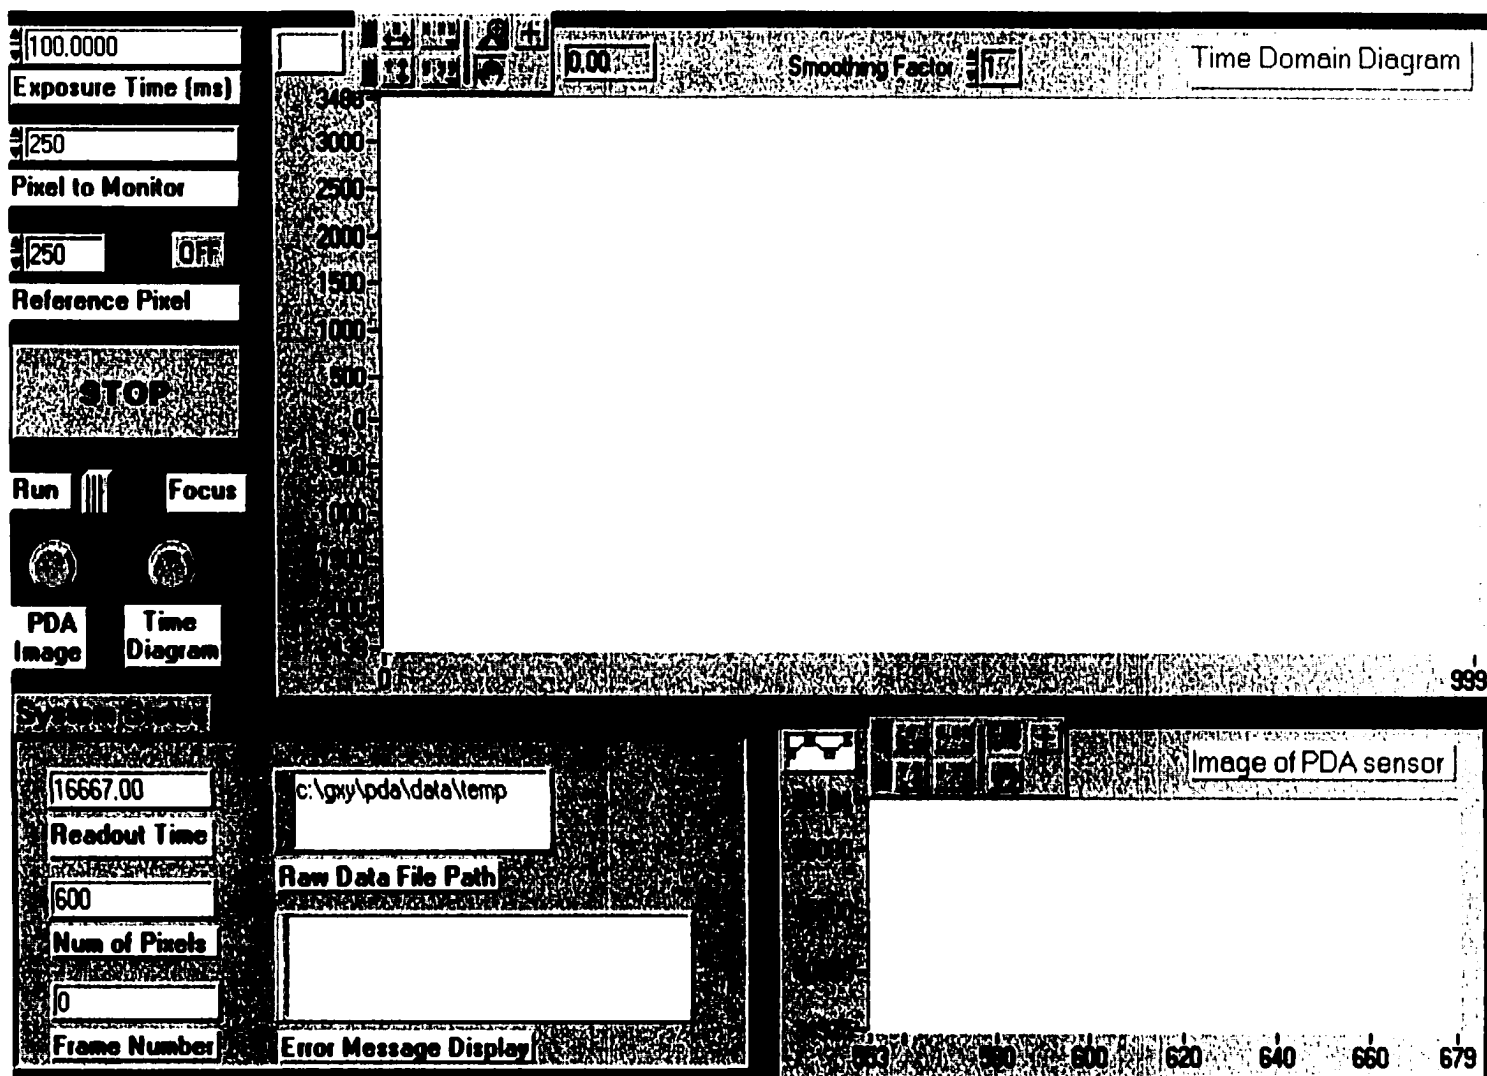 100.0000
Exposure Time (ms)
250
Pixel to Monitor
250 OFF
Reference Pixel
STOP
Run Focus
PDA Image
Time Diagram
0.00
Smoothing Factor 1
Time Domain Diagram
3000
2500
2000
1500
1000
500
0
0 999
16667.00
Readout Time
600
Num of Pixels
0
Frame Number
c:\gxy\pda\data\temp
Raw Data File Path
Error Message Display
Image of PDA sensor
600 620 640 660 679